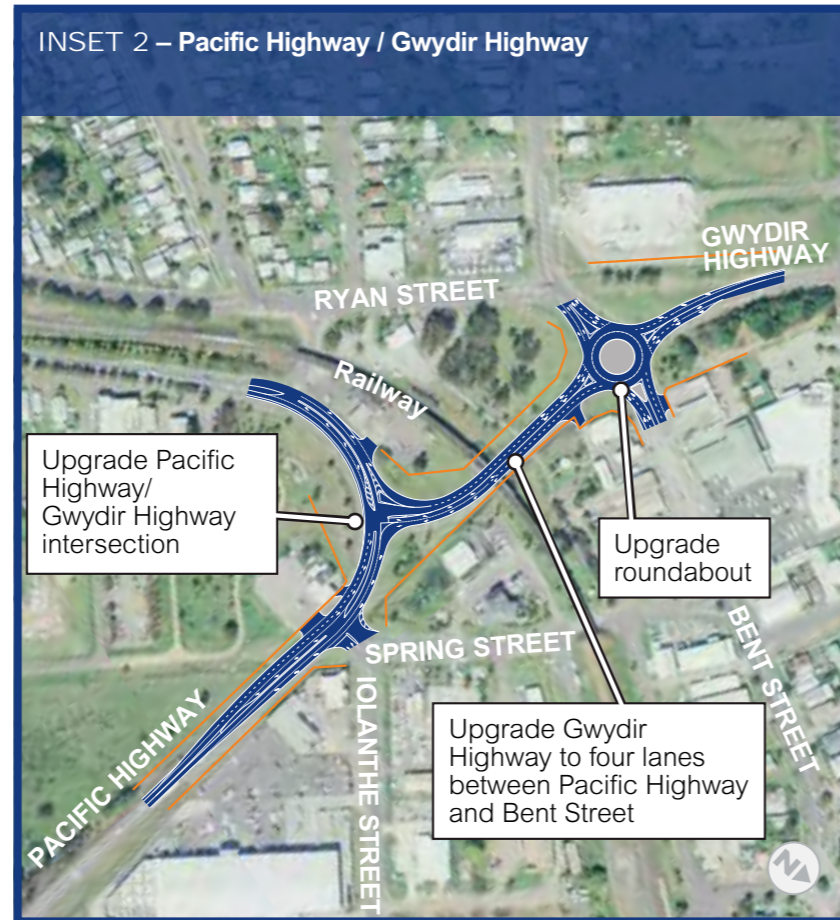 INSET 2 – Pacific Highway / Gwydir Highway
GWYDIR
HIGHWAY
RYAN STREET
Railway
Upgrade Pacific
Highway/
Gwydir Highway
intersection
Upgrade
roundabout
SPRING STREET
BENT STREET
IOLANTHE STREET
PACIFIC HIGHWAY
Upgrade Gwydir
Highway to four lanes
between Pacific Highway
and Bent Street
N